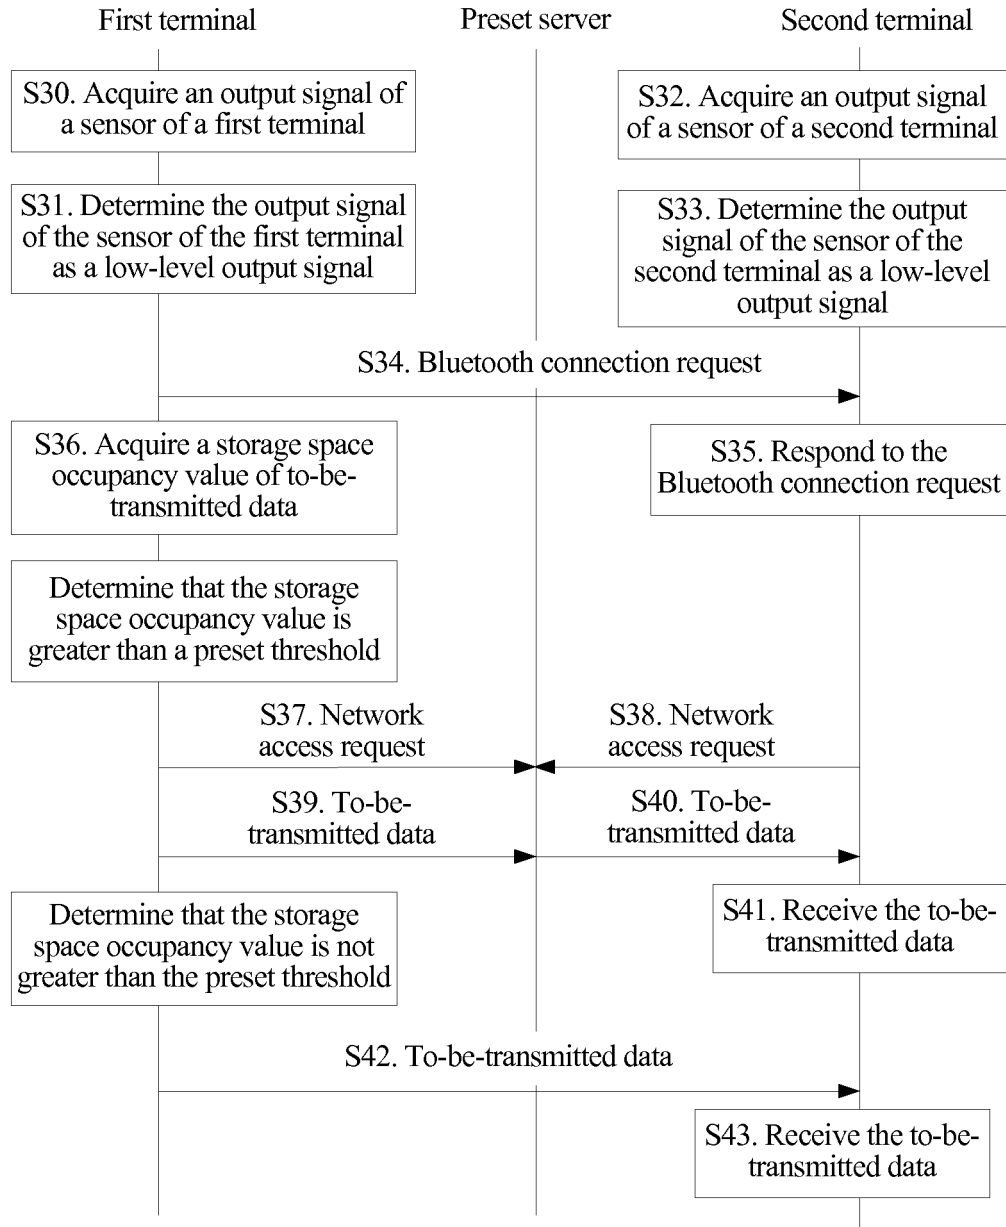 First terminal
Preset server
Second terminal
S30. Acquire an output signal of
a sensor of a first terminal
S32. Acquire an output signal
of a sensor of a second terminal
S31. Determine the output signal
of the sensor of the first terminal
as a low-level output signal
S33. Determine the output
signal of the sensor of the
second terminal as a low-level
output signal
S34. Bluetooth connection request
S36. Acquire a storage space
occupancy value of to-be-
transmitted data
S35. Respond to the
Bluetooth connection request
Determine that the storage
space occupancy value is
greater than a preset threshold
S37. Network
access request
S38. Network
access request
S39. To-be-
transmitted data
S40. To-be-
transmitted data
Determine that the storage
space occupancy value is not
greater than the preset threshold
S41. Receive the to-be-
transmitted data
S42. To-be-transmitted data
S43. Receive the to-be-
transmitted data